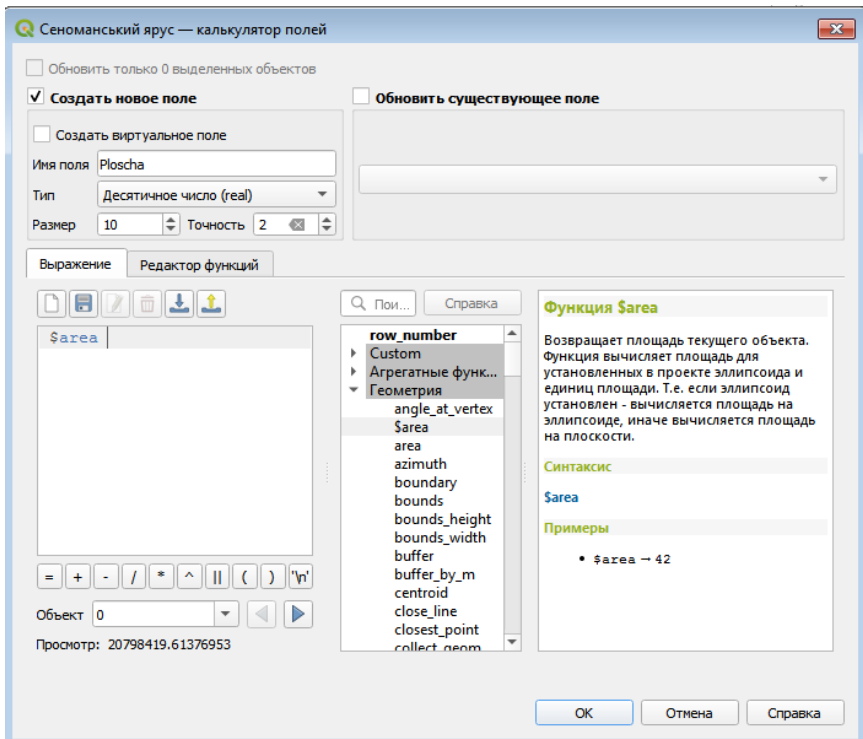 Сеноманський ярус — калькулятор полей
Обновить только 0 выделенных объектов
Создать новое поле
Обновить существующее поле
Создать виртуальное поле
Имя поля Ploscha
Тип Десятичное число (real)
Размер 10 Точность 2
Выражение Редактор функций
Пои... Справка
$area
row_number
Custom
Агрегатные функ...
Геометрия
angle_at_vertex
$area
area
azimuth
boundary
bounds
bounds_height
bounds_width
buffer
buffer_by_m
centroid
close_line
closest_point
collect_geom
Функция $area
Возвращает площадь текущего объекта.
Функция вычисляет площадь для
установленных в проекте эллипсоида и
единиц площади. Т.е. если эллипсоид
установлен - вычисляется площадь на
эллипсоиде, иначе вычисляется площадь
на плоскости.
Синтаксис
$area
Примеры
• $area → 42
= + - / * ^ || ( ) '\n'
Объект 0
Просмотр: 20798419.61376953
OK Отмена Справка